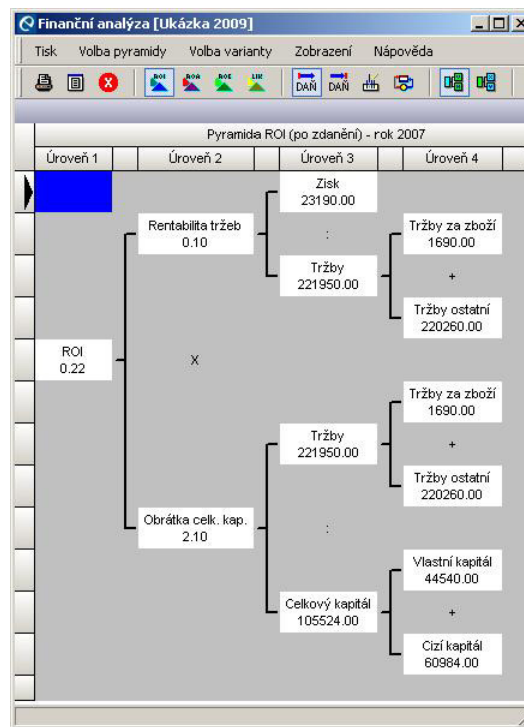 Finanční analýza [Ukázka 2009]
Tisk Volba pyramidy Volba varianty Zobrazení Nápověda
ROI ROA ROE LIK DAŇ DAŇ
Pyramida ROI (po zdanění) - rok 2007
Úroveň 1 Úroveň 2 Úroveň 3 Úroveň 4
Zisk
23190.00
Rentabilita tržeb
0.10
:
Tržby za zboží
1690.00
Tržby
221950.00
+
Tržby ostatní
220260.00
ROI
0.22
X
Tržby za zboží
1690.00
Tržby
221950.00
+
Tržby ostatní
220260.00
Obrátka celk. kap.
2.10
:
Vlastní kapitál
44540.00
Celkový kapitál
105524.00
+
Cizí kapitál
60984.00